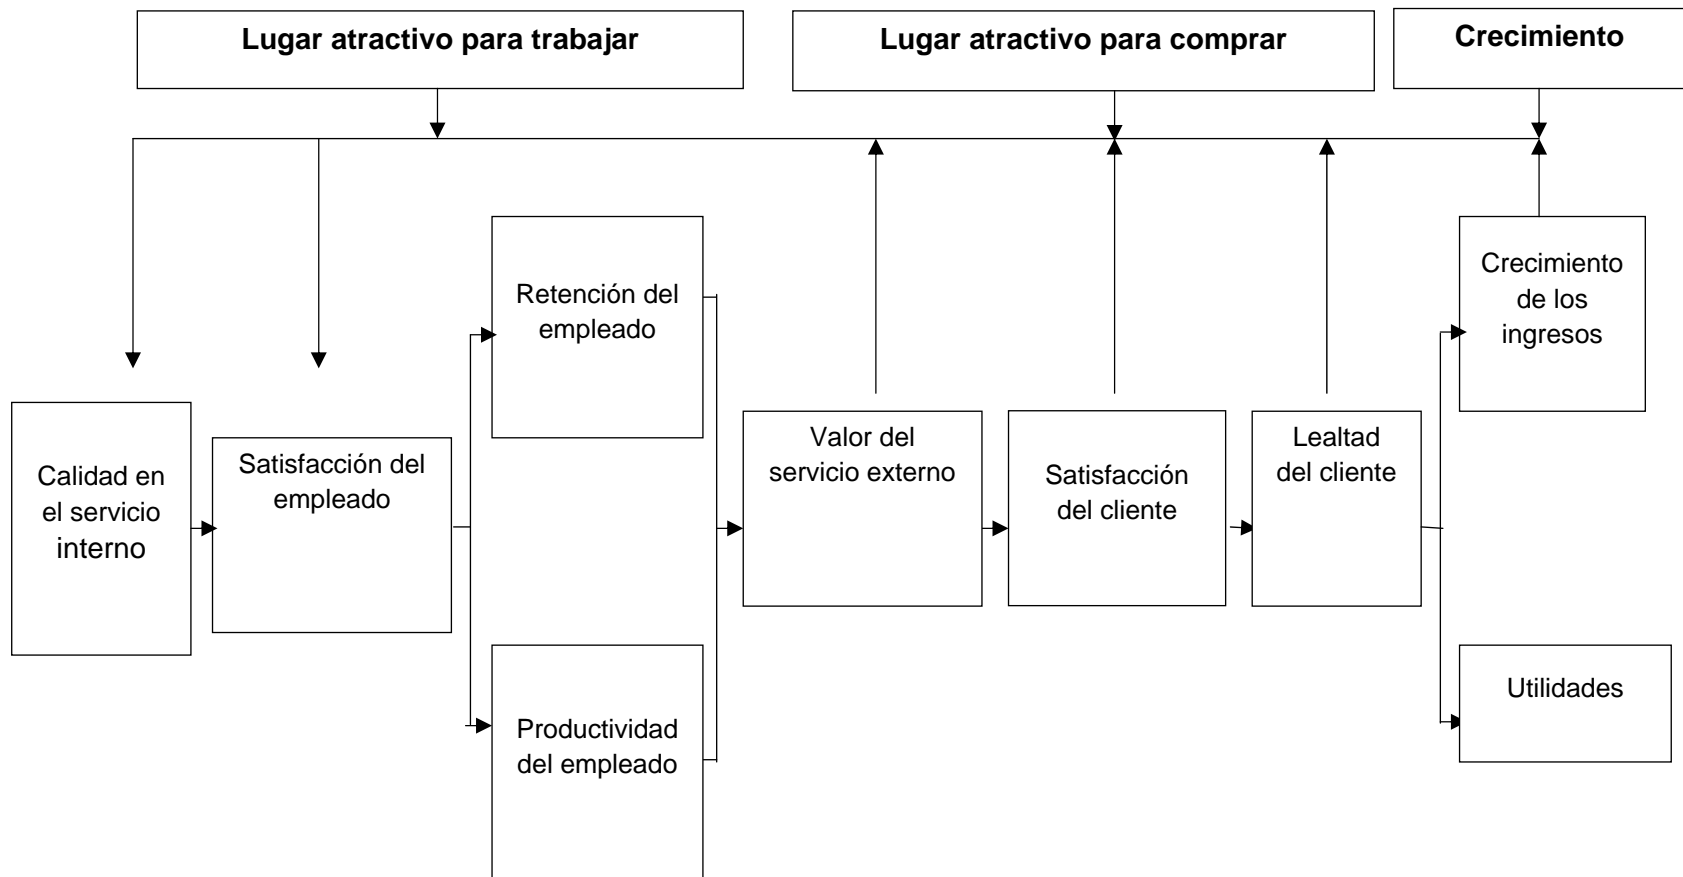 Lugar atractivo para trabajar
Lugar atractivo para comprar
Crecimiento
Calidad en
el servicio
interno
Satisfacción del
empleado
Retención del
empleado
Productividad
del empleado
Valor del
servicio externo
Satisfacción
del cliente
Lealtad
del cliente
Crecimiento
de los
ingresos
Utilidades